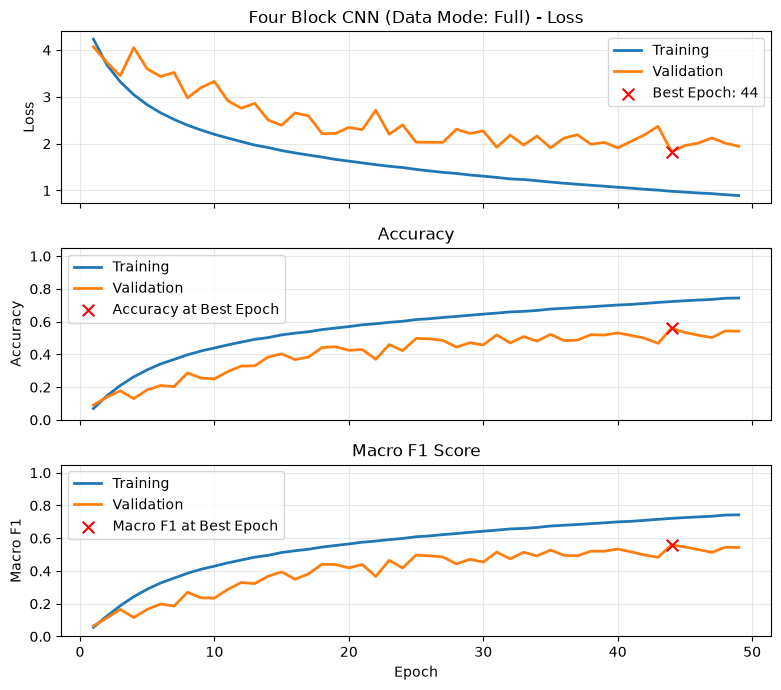 Four Block CNN (Data Mode: Full) - Loss
4
3
2
1
Loss
Training
Validation
Best Epoch: 44
Accuracy
1.0
0.8
0.6
0.4
0.2
0.0
Accuracy
Training
Validation
Accuracy at Best Epoch
Macro F1 Score
1.0
0.8
0.6
0.4
0.2
0.0
Macro F1
Training
Validation
Macro F1 at Best Epoch
0 10 20 30 40 50
Epoch